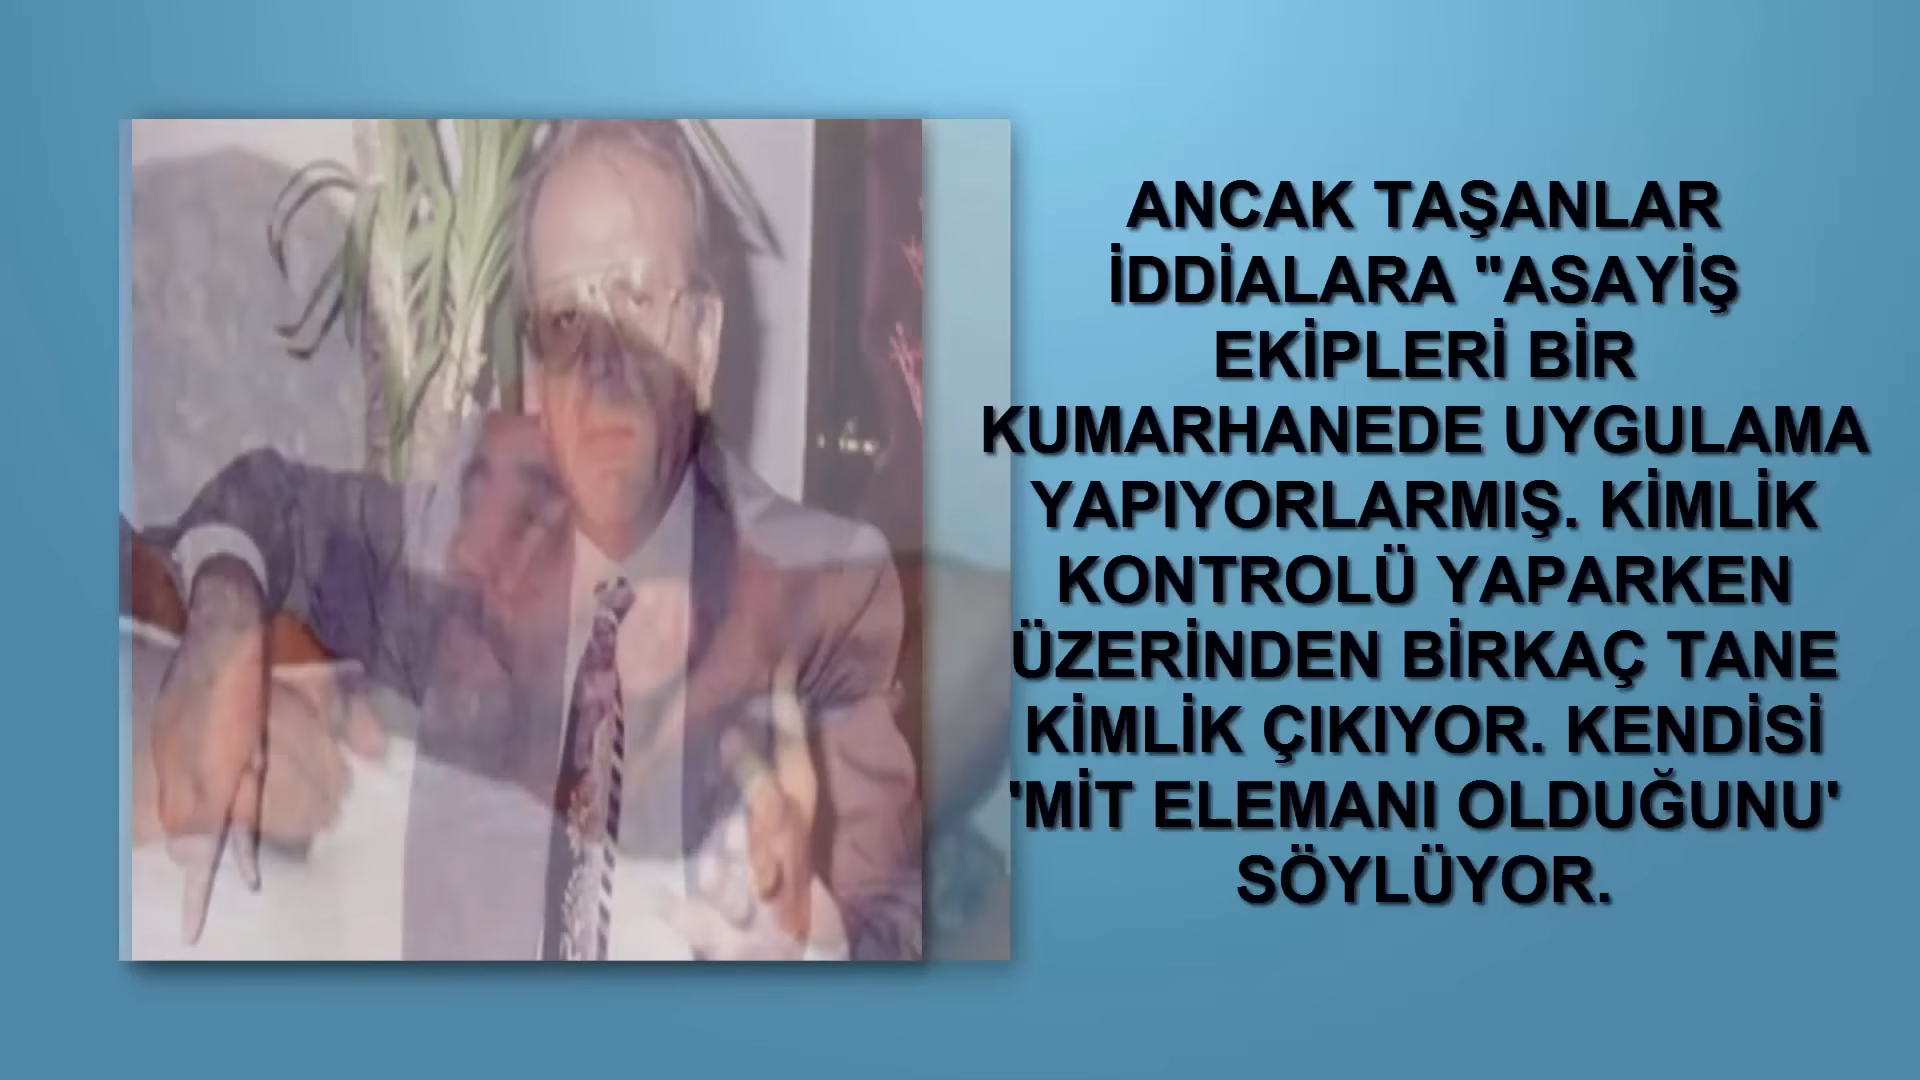 ANCAK TAŞANLAR
İDDİALARA "ASAYİŞ
EKİPLERİ BİR
KUMARHANEDE UYGULAMA
YAPIYORLARMIŞ. KİMLİK
KONTROLÜ YAPARKEN
ÜZERİNDEN BİRKAÇ TANE
KİMLİK ÇIKIYOR. KENDİSİ
'MİT ELEMANI OLDUĞUNU'
SÖYLÜYOR.